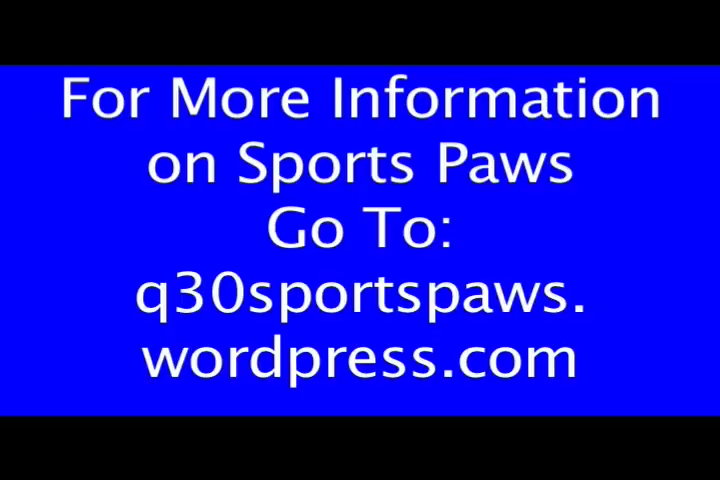 For More Information
on Sports Paws
Go To:
q30sportspaws.
wordpress.com